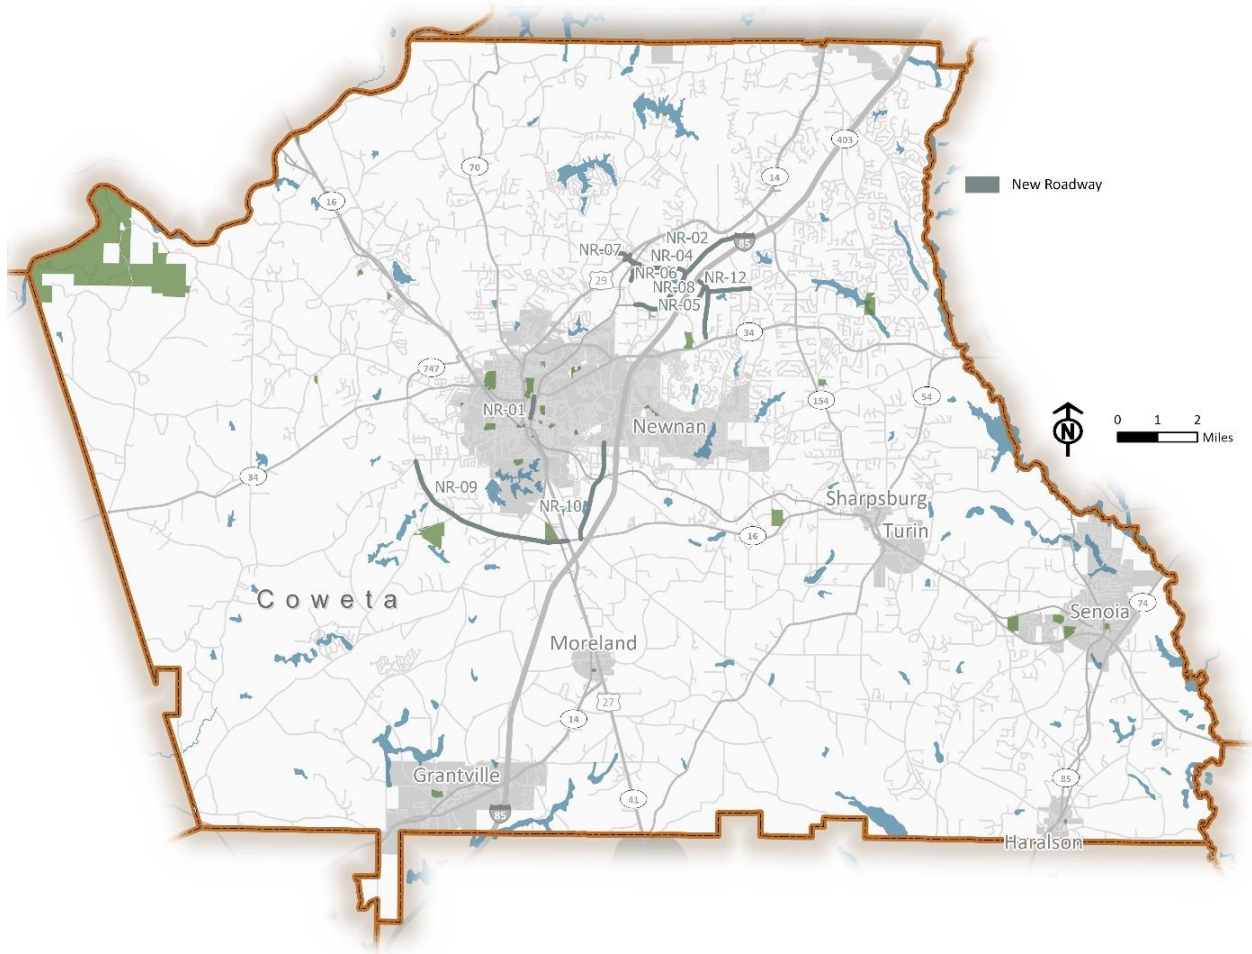 403
70
14
New Roadway
16
NR-02
85
NR-07
NR-04
NR-06
NR-12
29
NR-08
NR-05
34
747
54
154
NR-01
Newnan
0 1 2
Miles
N
34
NR-09
Sharpsburg
NR-10
Turin
16
Coweta
74
Senoia
Moreland
27
14
Grantville
85
41
85
Haralson